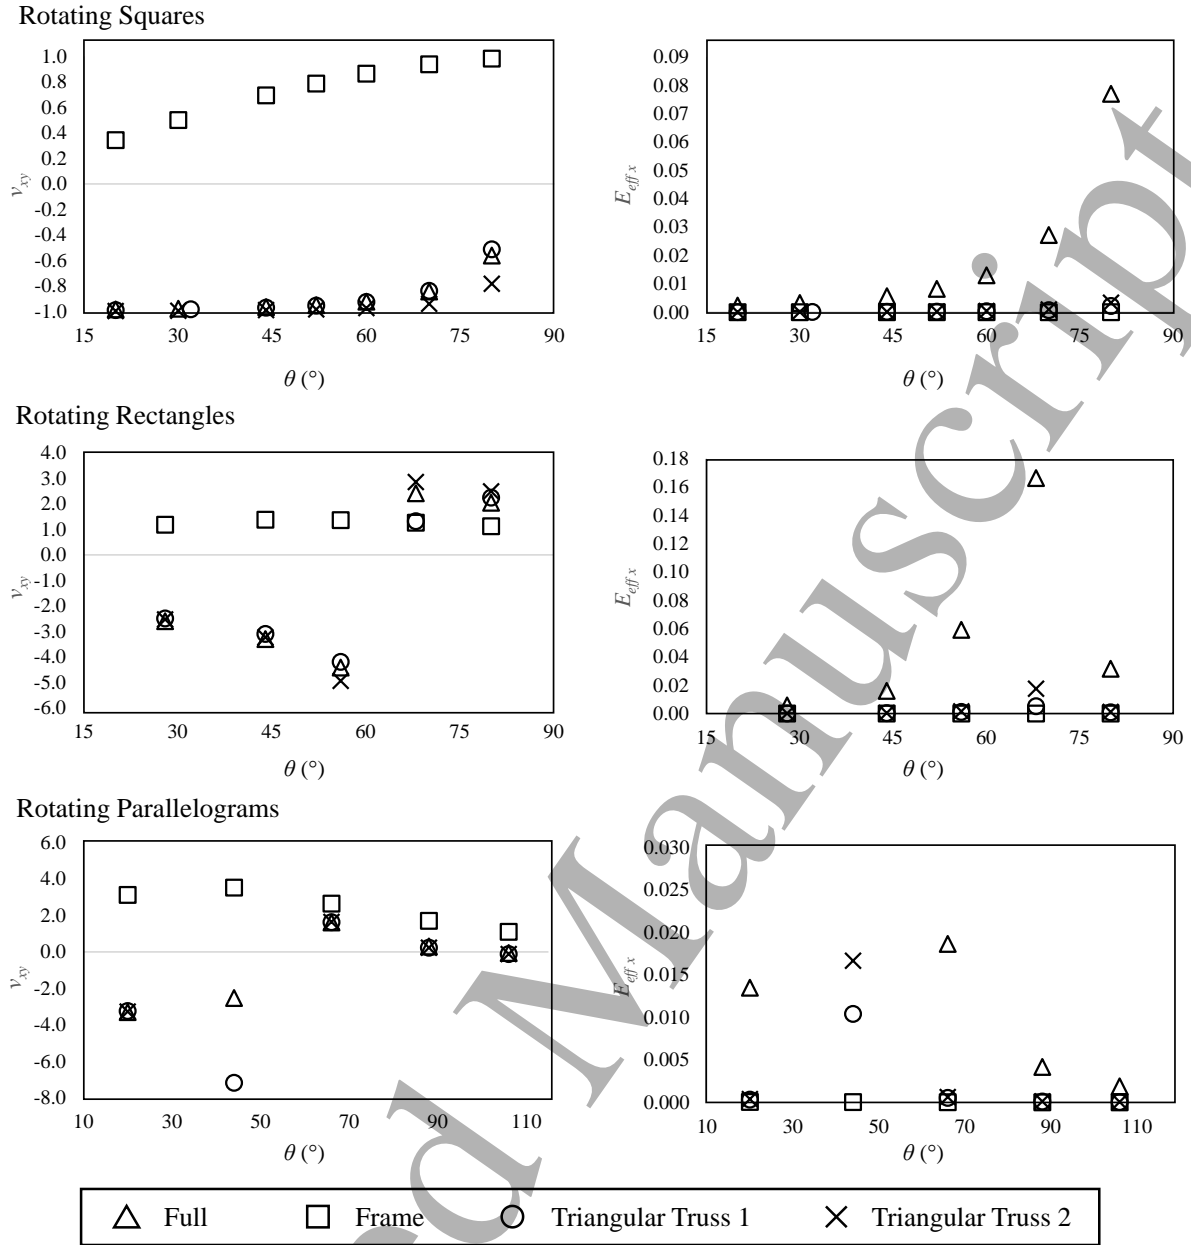 Rotating Squares
1.0
0.8
0.6
0.4
0.2
0.0
-0.2
-0.4
-0.6
-0.8
-1.0
ν_xy
15 30 45 60 75 90
θ (°)
0.09
0.08
0.07
0.06
0.05
0.04
0.03
0.02
0.01
0.00
E_eff x
15 30 45 60 75 90
θ (°)
Rotating Rectangles
4.0
3.0
2.0
1.0
0.0
-1.0
-2.0
-3.0
-4.0
-5.0
-6.0
ν_xy
15 30 45 60 75 90
θ (°)
0.18
0.16
0.14
0.12
0.10
0.08
0.06
0.04
0.02
0.00
E_eff x
15 30 45 60 75 90
θ (°)
Rotating Parallelograms
6.0
4.0
2.0
0.0
-2.0
-4.0
-6.0
-8.0
ν_xy
10 30 50 70 90 110
θ (°)
0.030
0.025
0.020
0.015
0.010
0.005
0.000
E_eff x
10 30 50 70 90 110
θ (°)
Full Frame Triangular Truss 1 Triangular Truss 2
ed Manuscript